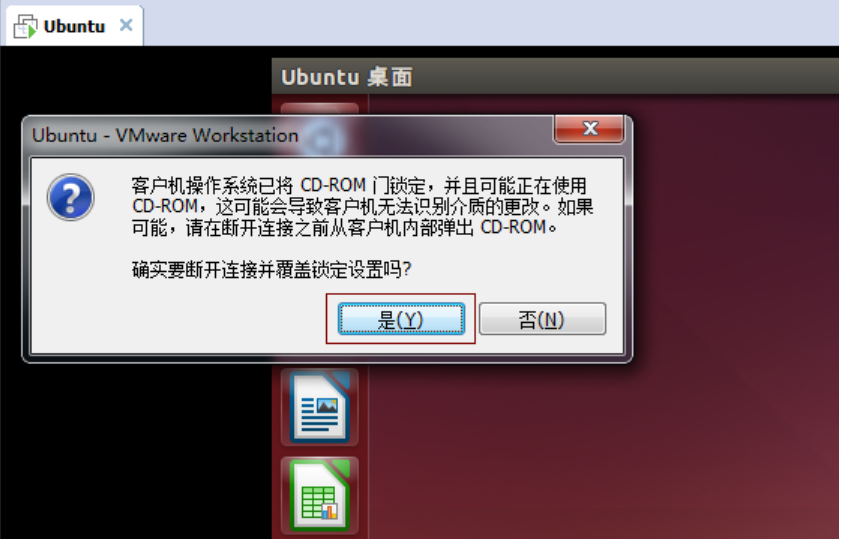 Ubuntu
Ubuntu 桌面
Ubuntu - VMware Workstation
客户机操作系统已将 CD-ROM 门锁定，并且可能正在使用
CD-ROM，这可能会导致客户机无法识别介质的更改。如果
可能，请在断开连接之前从客户机内部弹出 CD-ROM。
确实要断开连接并覆盖锁定设置吗?
是(Y)
否(N)